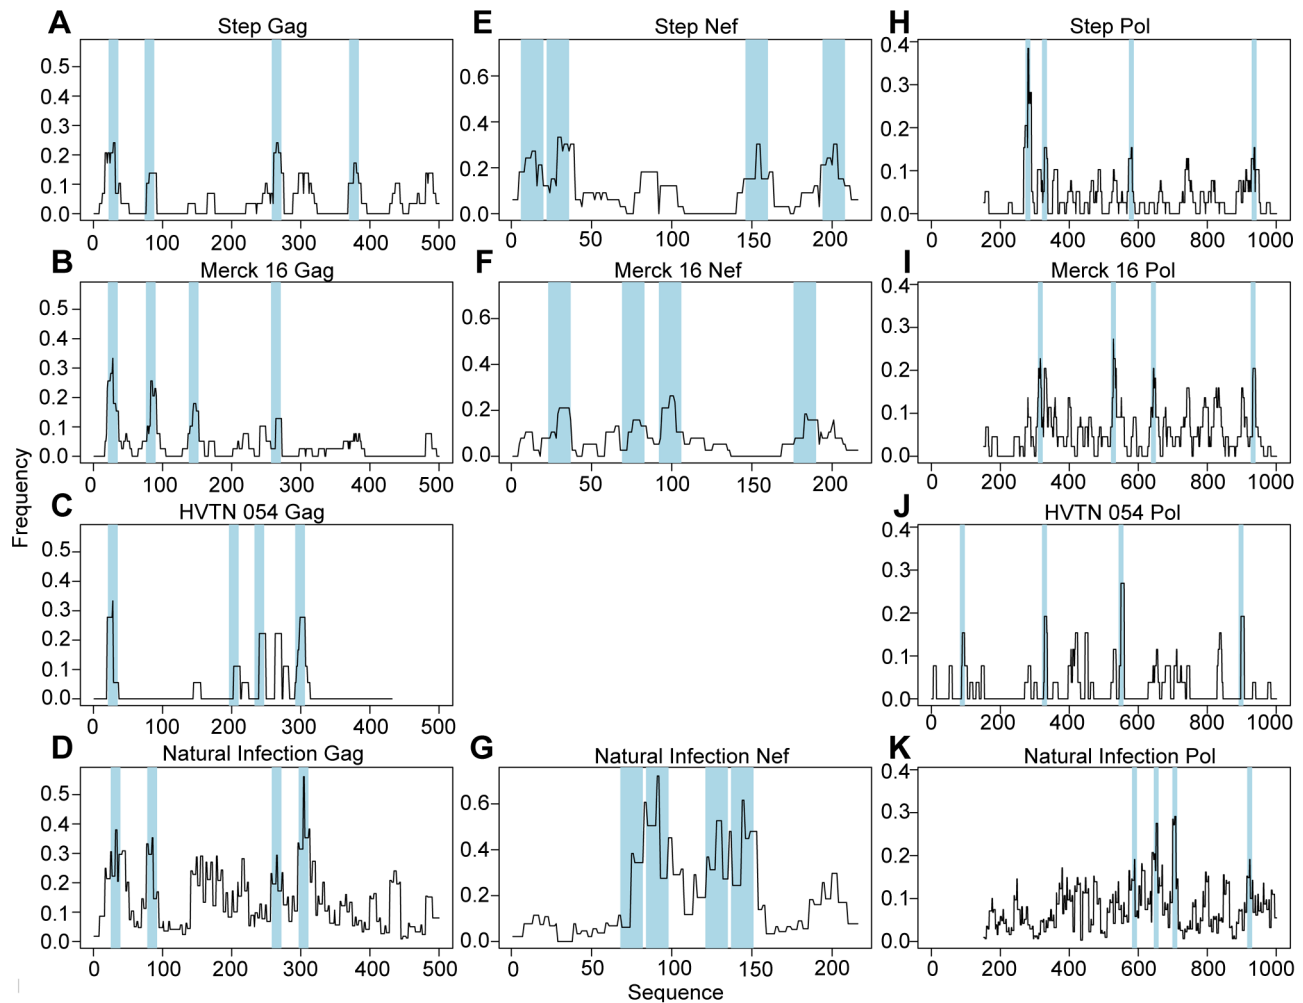 A Step Gag
0.5
0.4
0.3
0.2
0.1
0.0
0 100 200 300 400 500
E Step Nef
0.6
0.4
0.2
0.0
0 50 100 150 200
H Step Pol
0.4
0.3
0.2
0.1
0.0
0 200 400 600 800 1000
B Merck 16 Gag
0.5
0.4
0.3
0.2
0.1
0.0
0 100 200 300 400 500
F Merck 16 Nef
0.6
0.4
0.2
0.0
0 50 100 150 200
I Merck 16 Pol
0.4
0.3
0.2
0.1
0.0
0 200 400 600 800 1000
Frequency
C HVTN 054 Gag
0.5
0.4
0.3
0.2
0.1
0.0
0 100 200 300 400 500
J HVTN 054 Pol
0.4
0.3
0.2
0.1
0.0
0 200 400 600 800 1000
D Natural Infection Gag
0.5
0.4
0.3
0.2
0.1
0.0
0 100 200 300 400 500
G Natural Infection Nef
0.6
0.4
0.2
0.0
0 50 100 150 200
K Natural Infection Pol
0.4
0.3
0.2
0.1
0.0
0 200 400 600 800 1000
Sequence